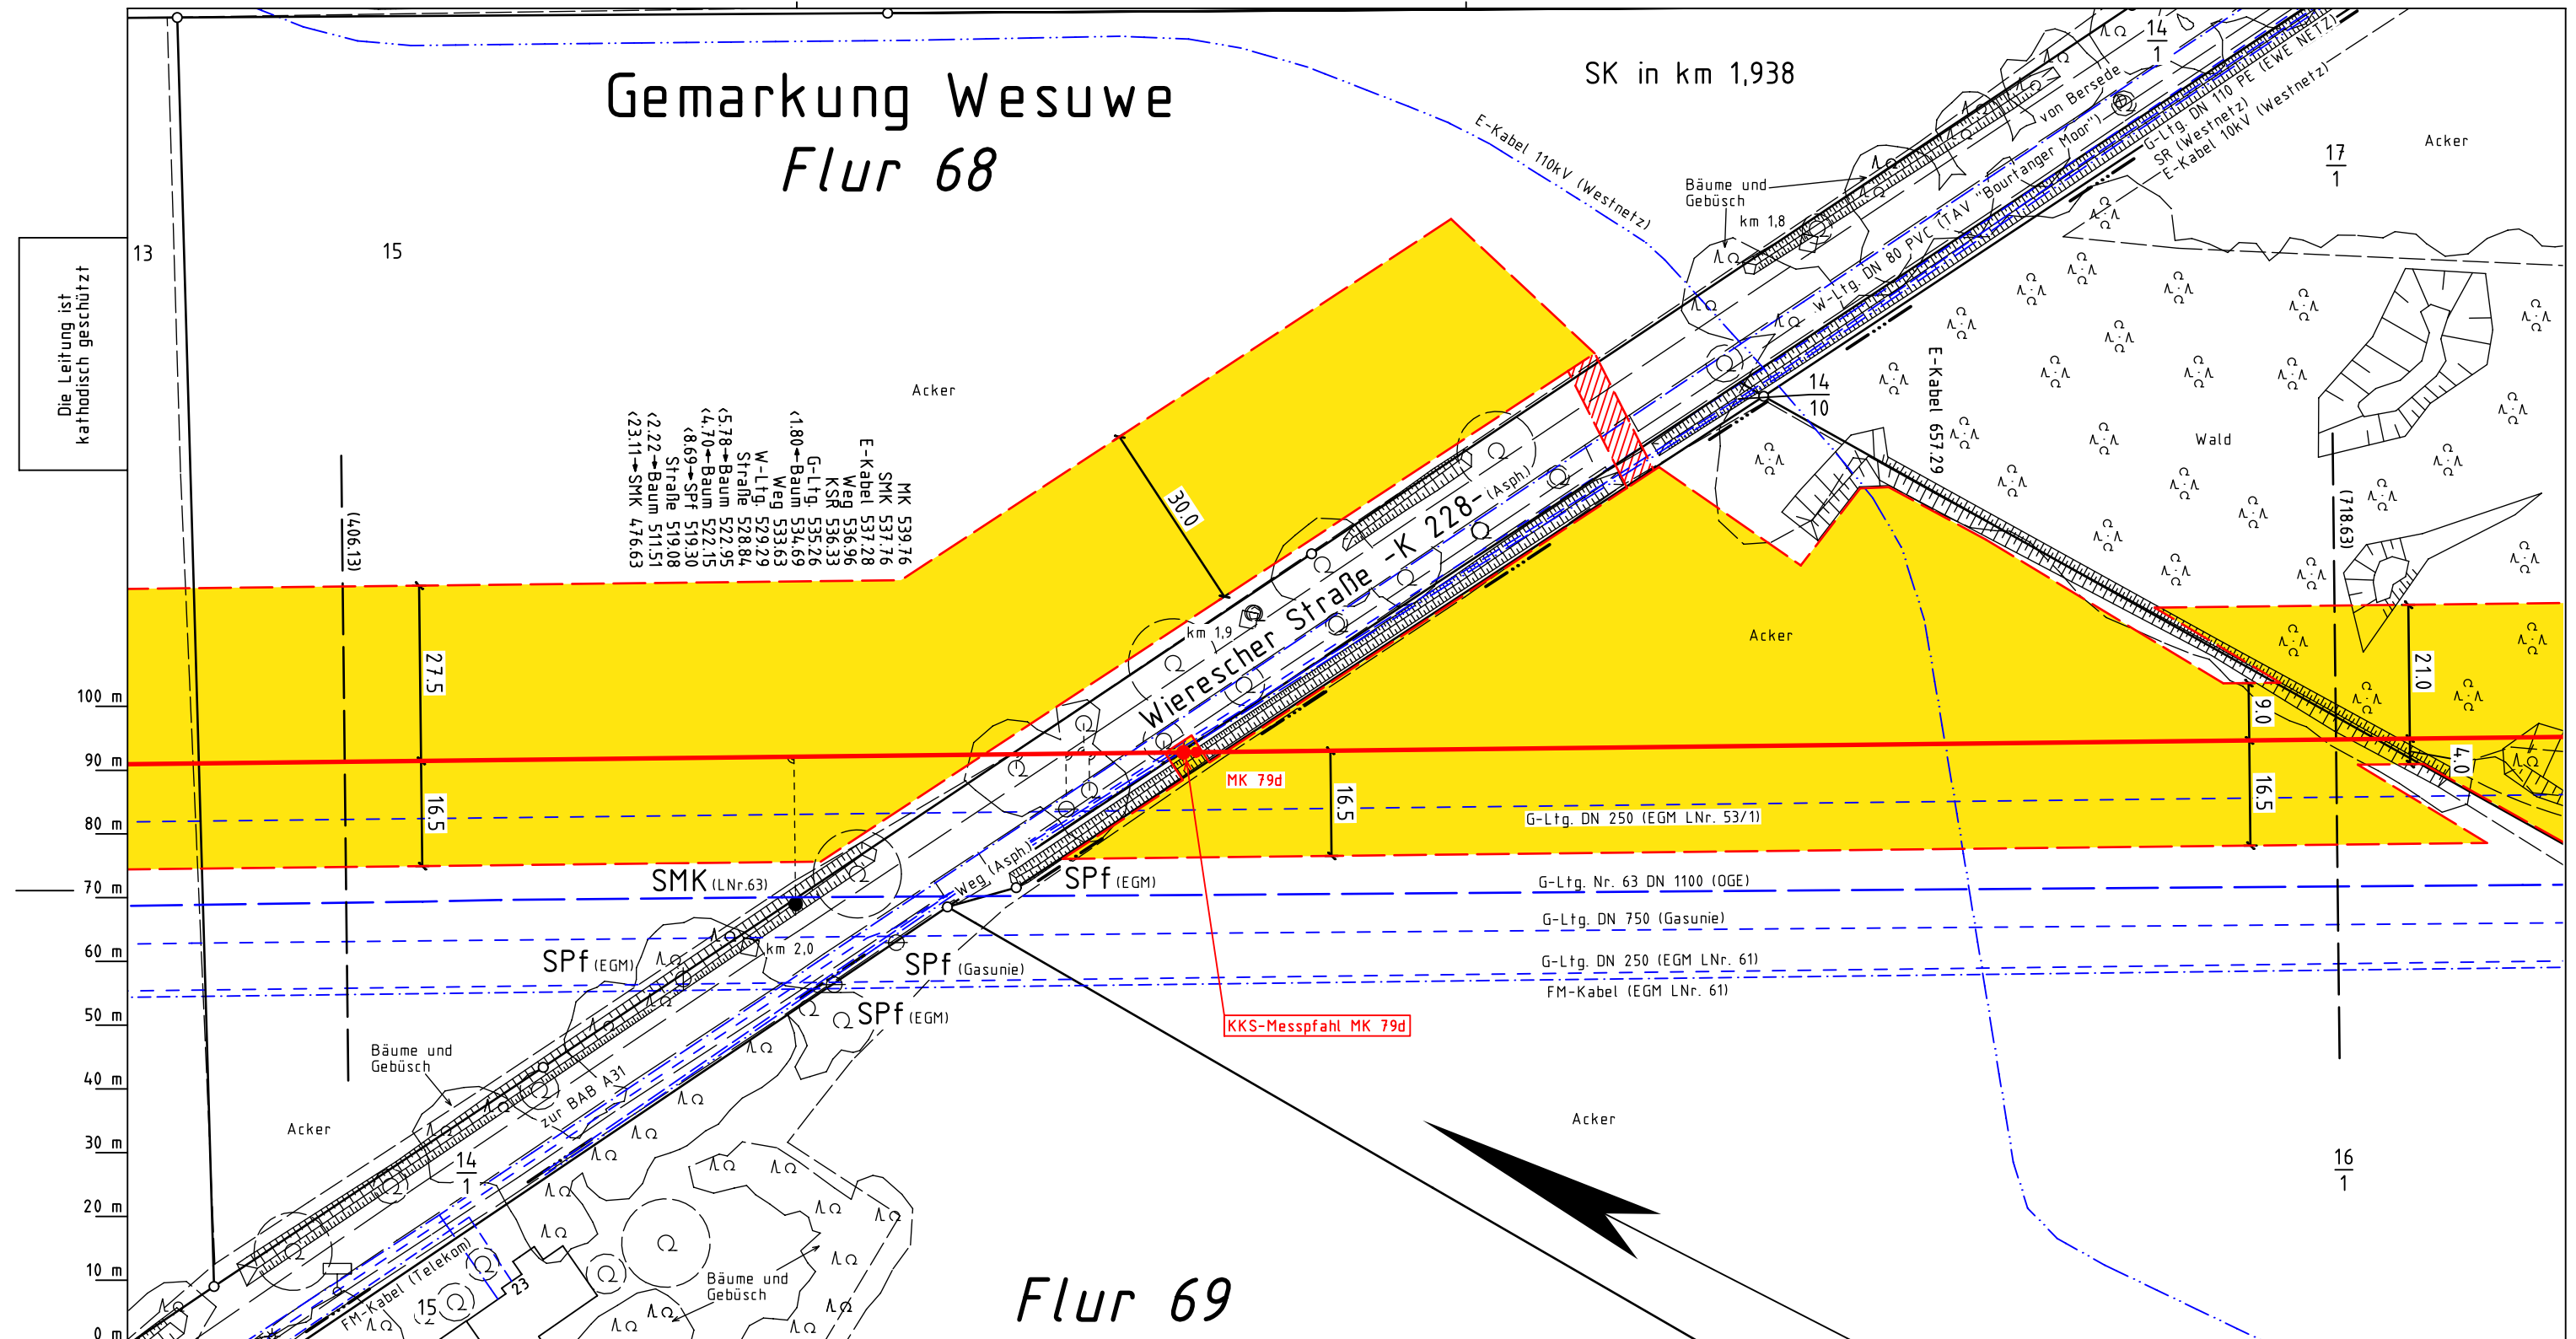 Gemarkung Wesuwe
Flur 68
SK in km 1,938
14
1
von Bersede
G-Ltg. DN 110 PE (EWE NETZ)
SR (Westnetz)
E-Kabel 10kV (Westnetz)
W-Ltg. DN 80 PVC (TAV "Bourtanger Moor")
E-Kabel 110kV (Westnetz)
Acker
17
1
Bäume und
Gebüsch
km 1,8
13
15
Die Leitung ist
kathodisch geschützt
Acker
14
10
E-Kabel 657.29
Wald
MK 539.76
SMK 537.76
E-Kabel 537.28
Weg 536.96
KSR 536.33
G-Ltg. 535.26
<1.80 Baum 534.69
Weg 533.63
W-Ltg. 529.29
Straße 528.84
<5.78 Baum 522.95
<4.70 Baum 522.15
<8.69 SPf 519.30
Straße 519.08
<2.22 Baum 511.51
<23.11 SMK 476.63
(406.13)
(718.63)
30.0
Wierescher Straße -K 228- (Asph.)
km 1,9
Acker
27.5
21.0
9.0
4.0
16.5
16.5
16.5
MK 79d
G-Ltg. DN 250 (EGM LNr. 53/1)
100 m
90 m
80 m
70 m
60 m
50 m
40 m
30 m
20 m
10 m
0 m
SMK (LNr.63)
Weg (Asph.)
SPf (EGM)
G-Ltg. Nr. 63 DN 1100 (OGE)
G-Ltg. DN 750 (Gasunie)
km 2,0
SPf (EGM)
SPf (Gasunie)
G-Ltg. DN 250 (EGM LNr. 61)
FM-Kabel (EGM LNr. 61)
SPf (EGM)
KKS-Messpfahl MK 79d
Bäume und
Gebüsch
zur BAB A31
Acker
Acker
14
1
16
1
FM-Kabel (Telekom)
15
23
Bäume und
Gebüsch
Flur 69